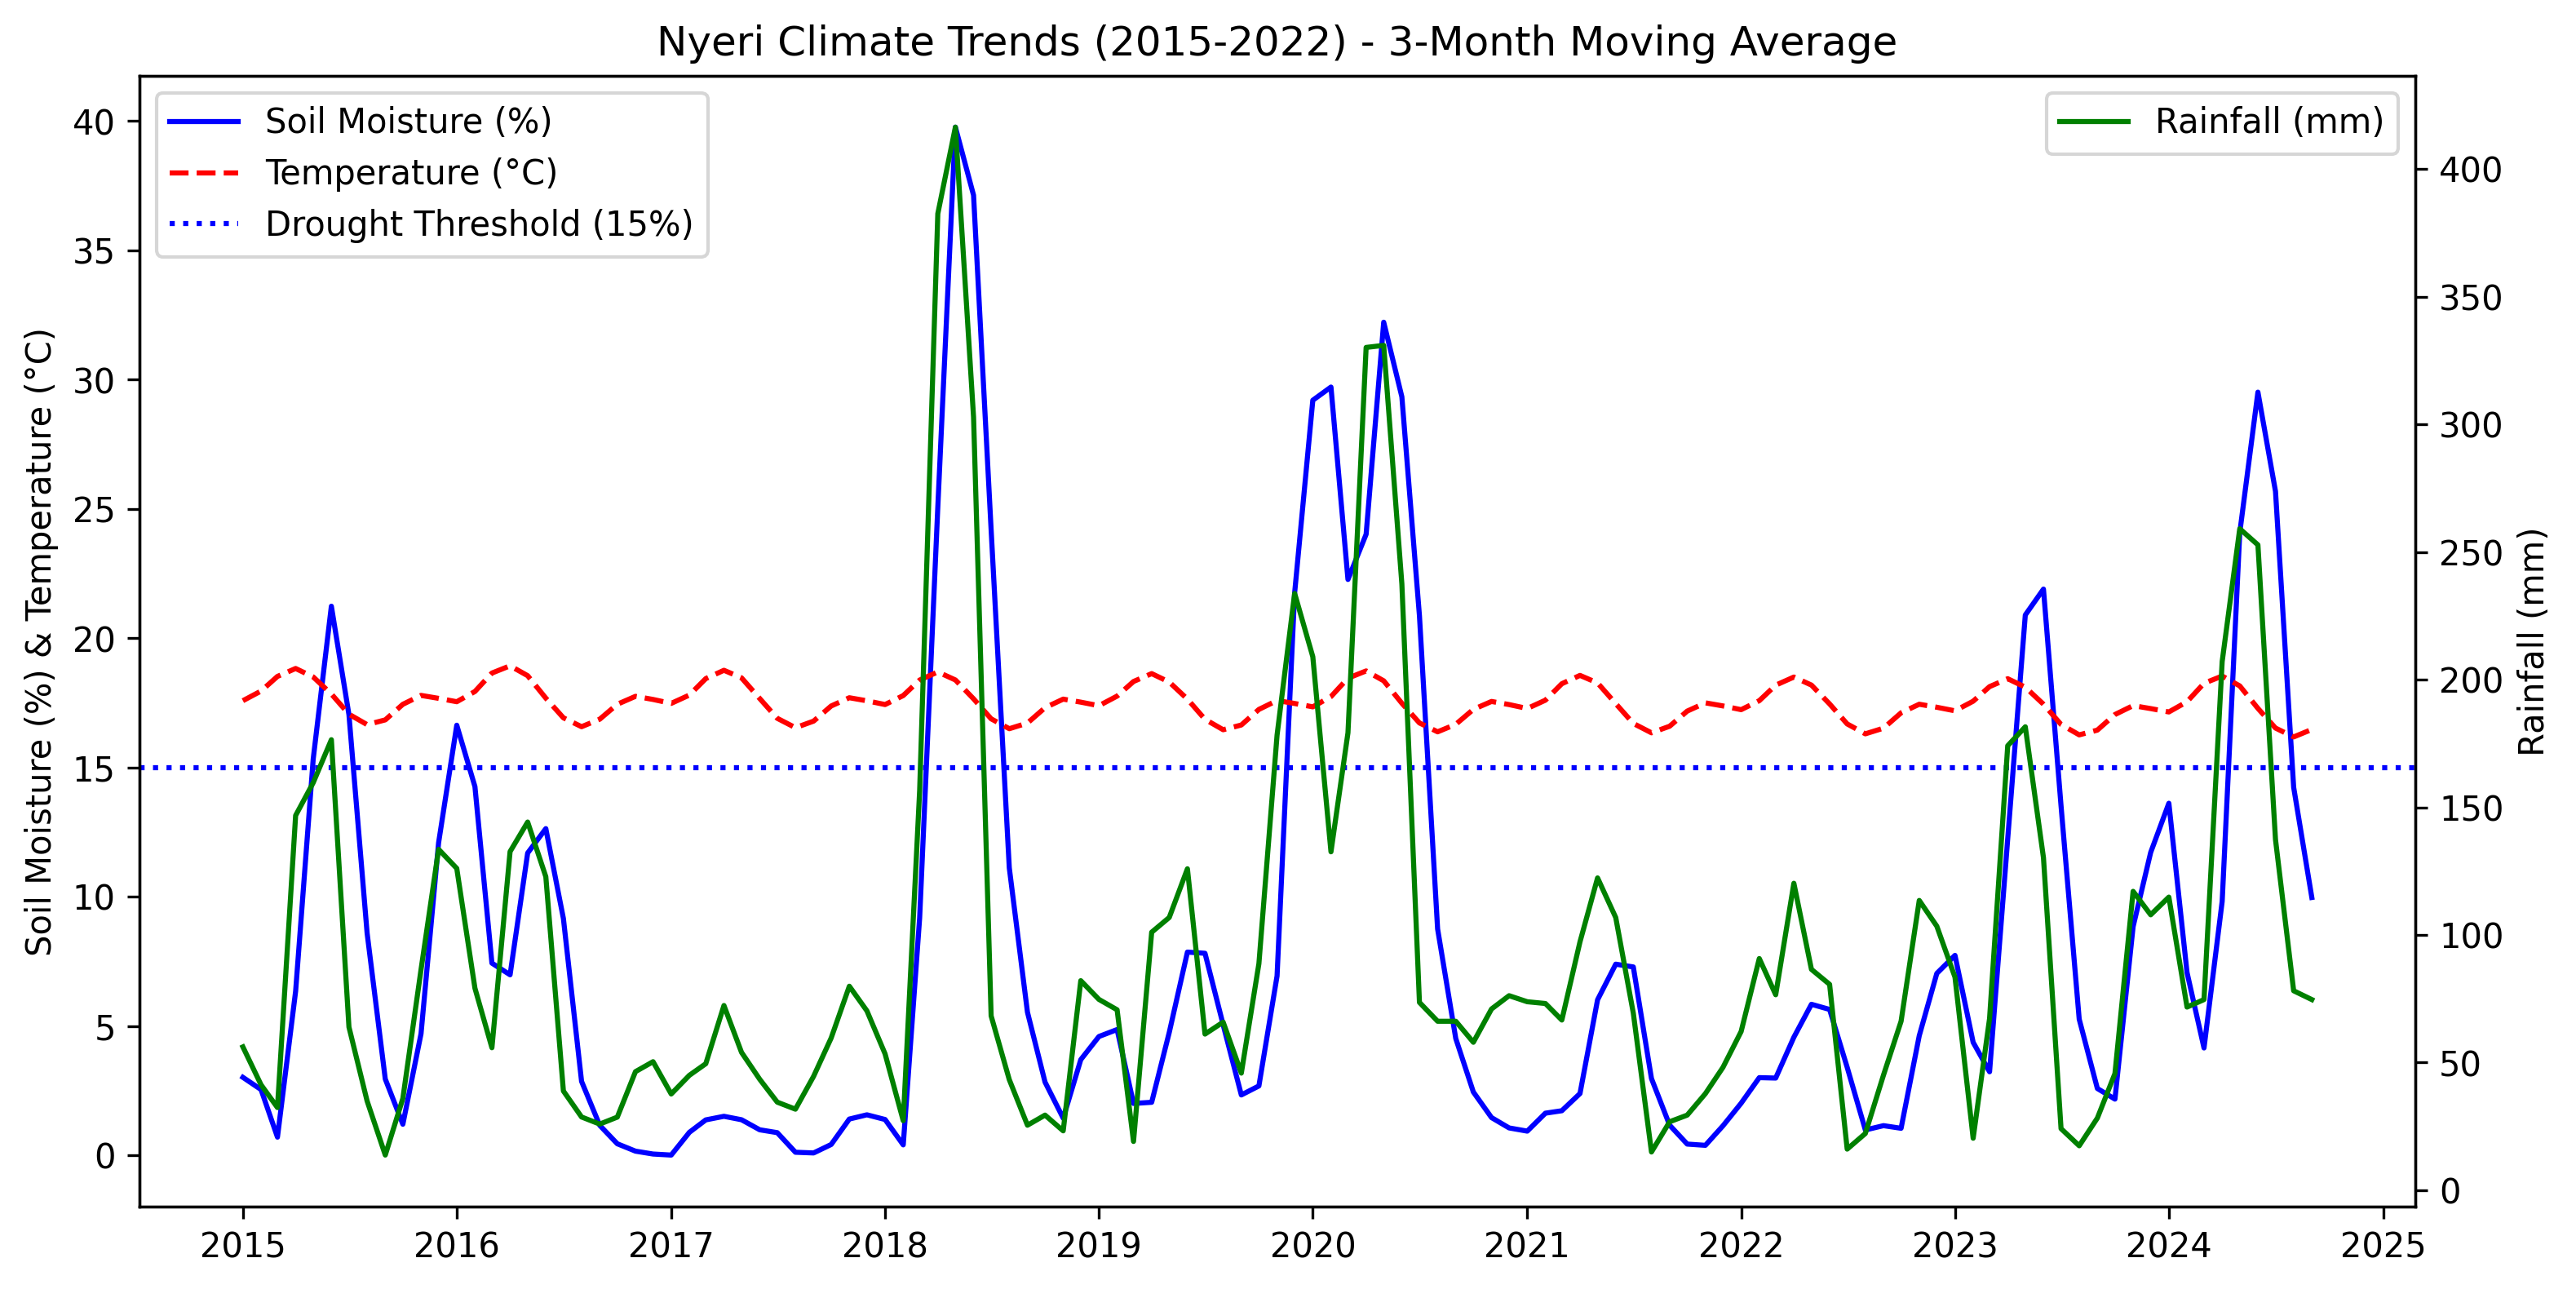 Nyeri Climate Trends (2015-2022) - 3-Month Moving Average
Soil Moisture (%)
Temperature (°C)
Drought Threshold (15%)
Rainfall (mm)
Soil Moisture (%) & Temperature (°C)
40
35
30
25
20
15
10
5
0
400
350
300
250
200
150
100
50
0
Rainfall (mm)
2015 2016 2017 2018 2019 2020 2021 2022 2023 2024 2025